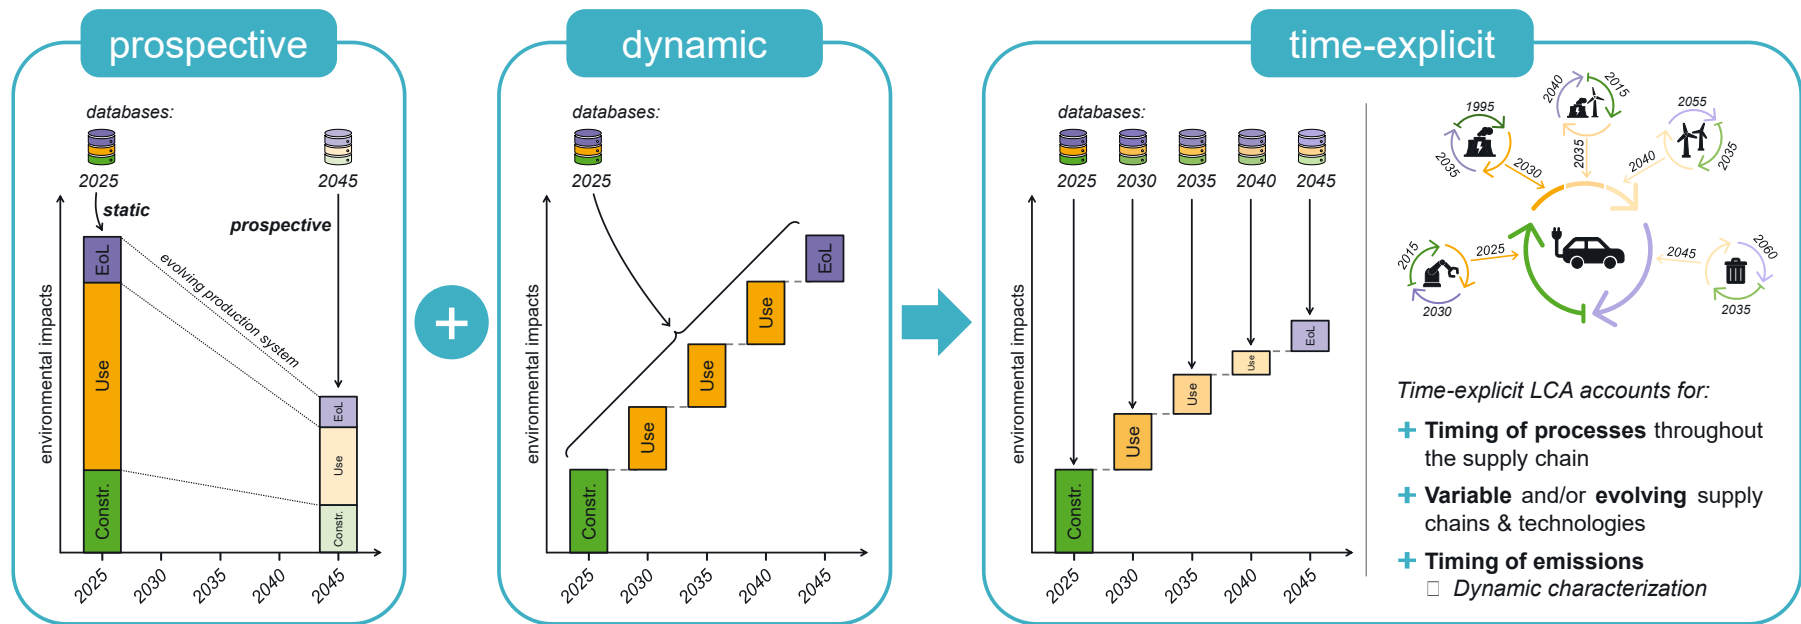 prospective
databases:
2025
2045
static
prospective
evolving production system
environmental impacts
EoL
Use
Constr.
EoL
Use
Constr.
2025
2030
2035
2040
2045
+
dynamic
databases:
2025
environmental impacts
Constr.
Use
Use
Use
EoL
2025
2030
2035
2040
2045
time-explicit
databases:
2025 2030 2035 2040 2045
environmental impacts
Constr.
Use
Use
Use
EoL
2025
2030
2035
2040
2045
1995
2035
2030
2040
2015
2035
2055
2035
2040
2015
2030
2025
2045
2060
2035
Time-explicit LCA accounts for:
+ Timing of processes throughout
the supply chain
+ Variable and/or evolving supply
chains & technologies
+ Timing of emissions
□ Dynamic characterization